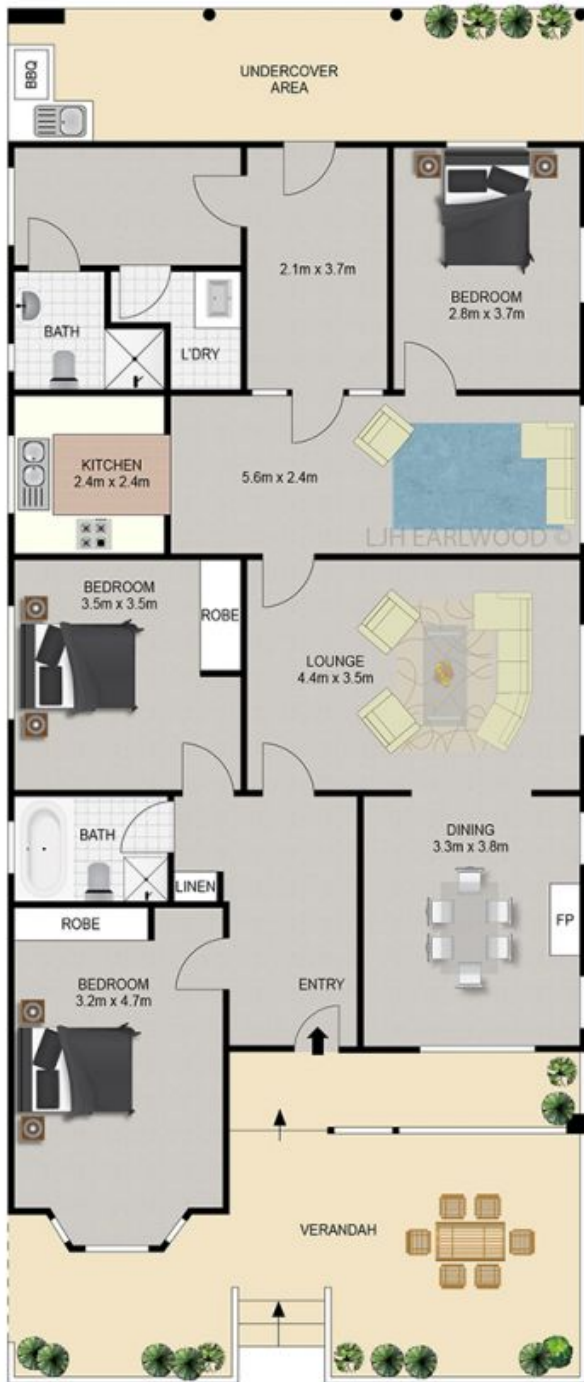 BBQ
UNDERCOVER
AREA
2.1m x 3.7m
BEDROOM
2.8m x 3.7m
BATH
L'DRY
KITCHEN
2.4m x 2.4m
5.6m x 2.4m
LJH EARLWOOD ©
BEDROOM
3.5m x 3.5m
ROBE
LOUNGE
4.4m x 3.5m
BATH
LINEN
DINING
3.3m x 3.8m
FP
ROBE
BEDROOM
3.2m x 4.7m
ENTRY
VERANDAH